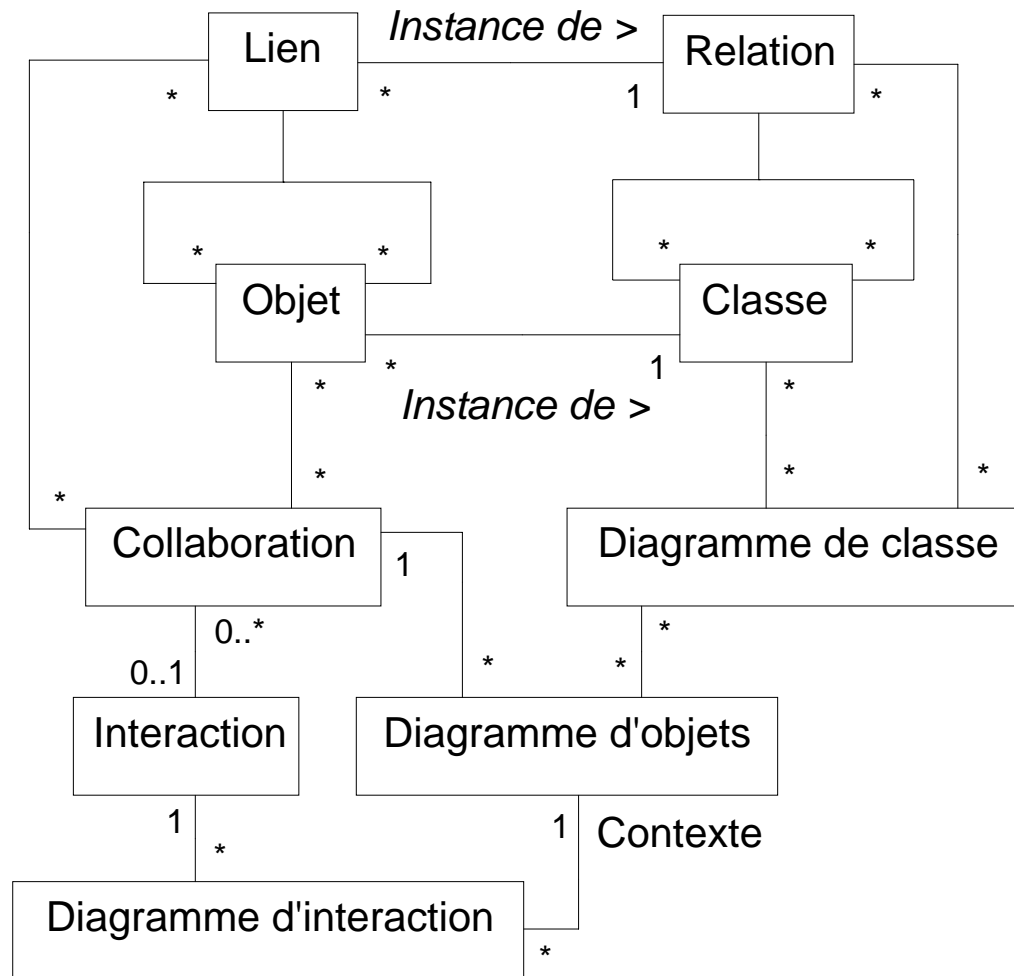 Instance de >
Lien
Relation
* * 1 *
* * * *
Objet
Classe
* 1
* *
Instance de >
* * * *
Collaboration
Diagramme de classe
1
0..* *
0..1 * *
Interaction
Diagramme d'objets
1 1 Contexte
*
Diagramme d'interaction
*